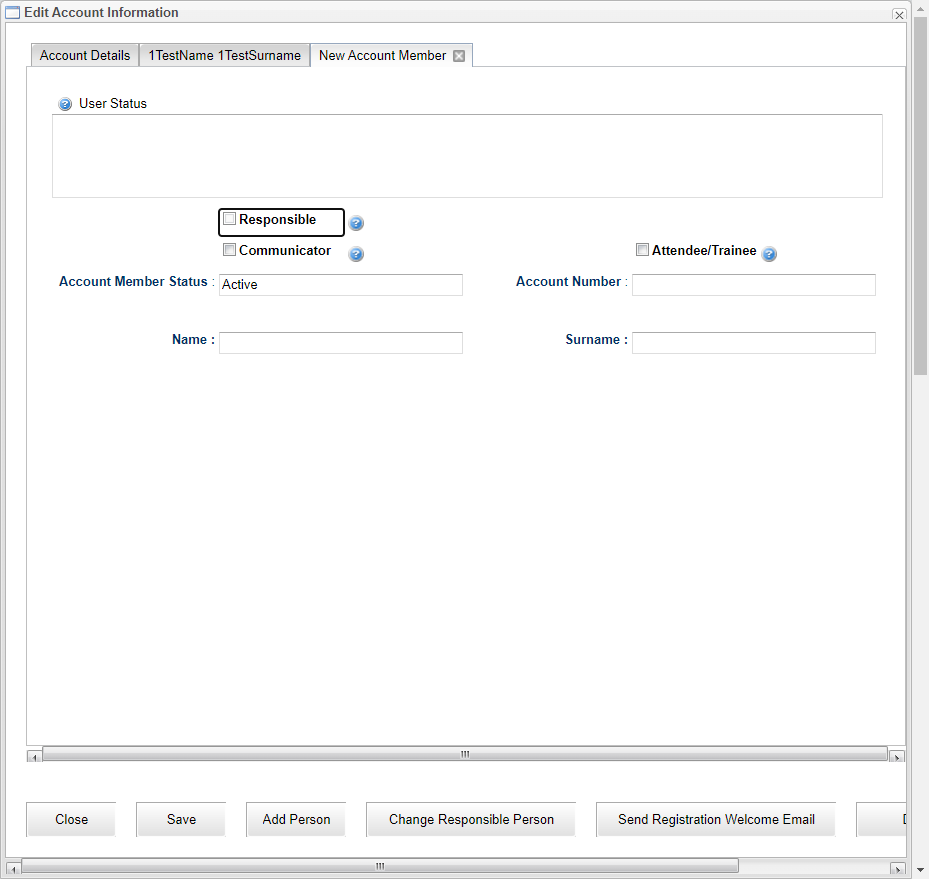 Edit Account Information
Account Details 1TestName 1TestSurname New Account Member
User Status
Responsible
Communicator Attendee/Trainee
Account Member Status : Active Account Number :
Name : Surname :
Close Save Add Person Change Responsible Person Send Registration Welcome Email